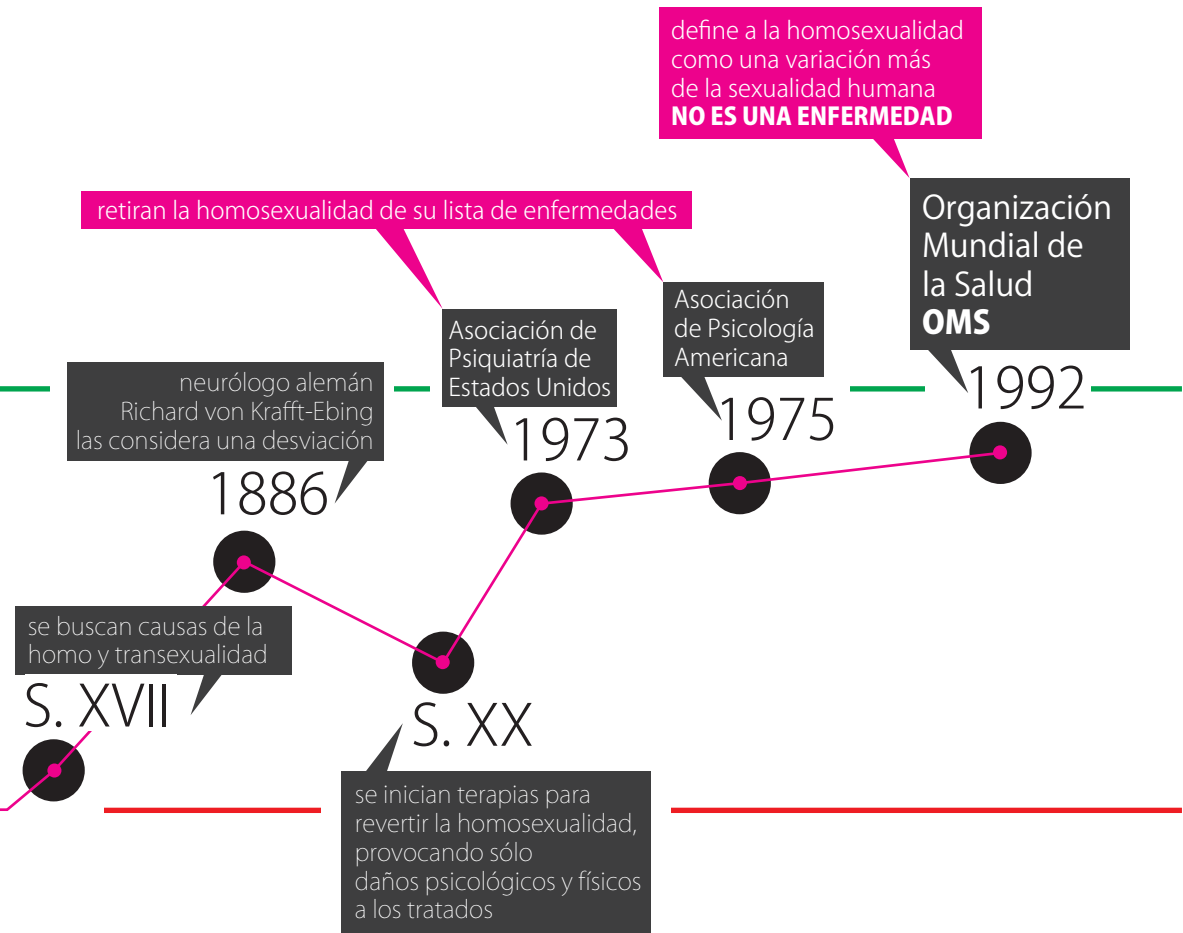 define a la homosexualidad
como una variación más
de la sexualidad humana
NO ES UNA ENFERMEDAD
retiran la homosexualidad de su lista de enfermedades
Organización
Mundial de
la Salud
OMS
1992
Asociación
de Psicología
Americana
1975
Asociación de
Psiquiatría de
Estados Unidos
1973
neurólogo alemán
Richard von Krafft-Ebing
las considera una desviación
1886
se buscan causas de la
homo y transexualidad
S. XVII
S. XX
se inician terapias para
revertir la homosexualidad,
provocando sólo
daños psicológicos y físicos
a los tratados